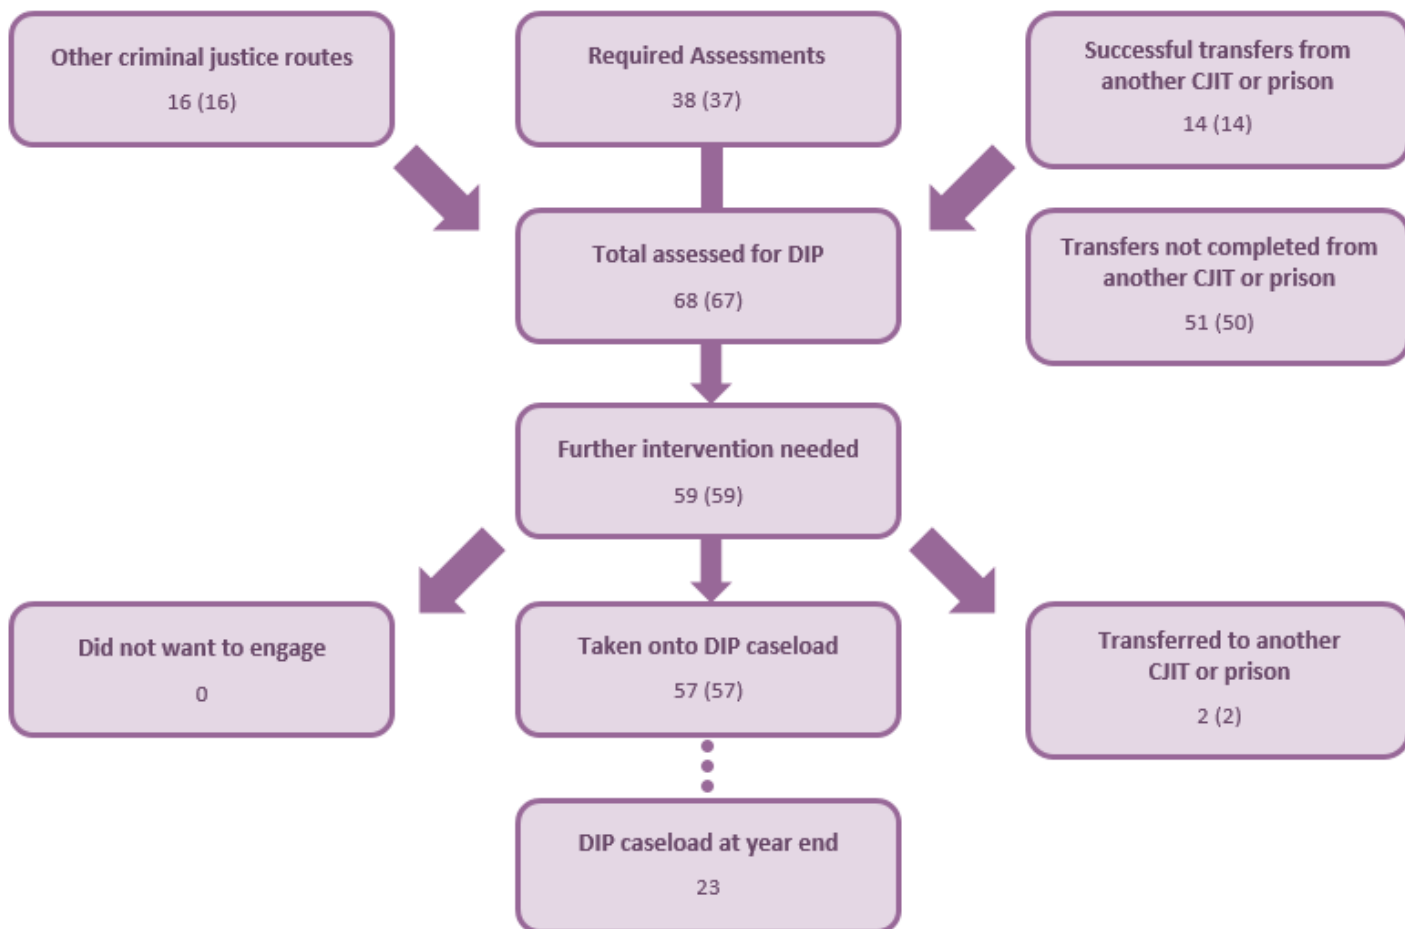 Other criminal justice routes
16 (16)
Required Assessments
38 (37)
Successful transfers from
another CJIT or prison
14 (14)
Total assessed for DIP
68 (67)
Transfers not completed from
another CJIT or prison
51 (50)
Further intervention needed
59 (59)
Did not want to engage
0
Taken onto DIP caseload
57 (57)
Transferred to another
CJIT or prison
2 (2)
DIP caseload at year end
23